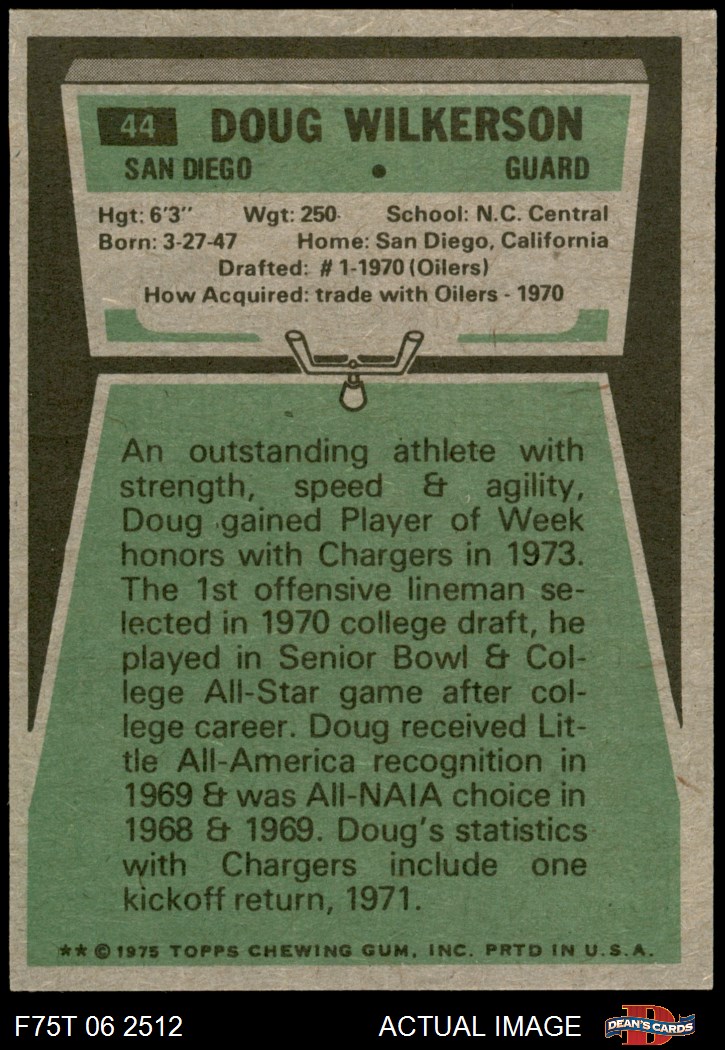 44 DOUG WILKERSON
SAN DIEGO • GUARD
Hgt: 6'3" Wgt: 250 School: N.C. Central
Born: 3-27-47 Home: San Diego, California
Drafted: #1-1970 (Oilers)
How Acquired: trade with Oilers - 1970
An outstanding athlete with
strength, speed & agility,
Doug gained Player of Week
honors with Chargers in 1973.
The 1st offensive lineman se-
lected in 1970 college draft, he
played in Senior Bowl & Col-
lege All-Star game after col-
lege career. Doug received Lit-
tle All-America recognition in
1969 & was All-NAIA choice in
1968 & 1969. Doug's statistics
with Chargers include one
kickoff return, 1971.
** © 1975 TOPPS CHEWING GUM, INC. PRTD IN U.S.A.
F75T 06 2512 ACTUAL IMAGE D DEAN'S CARDS